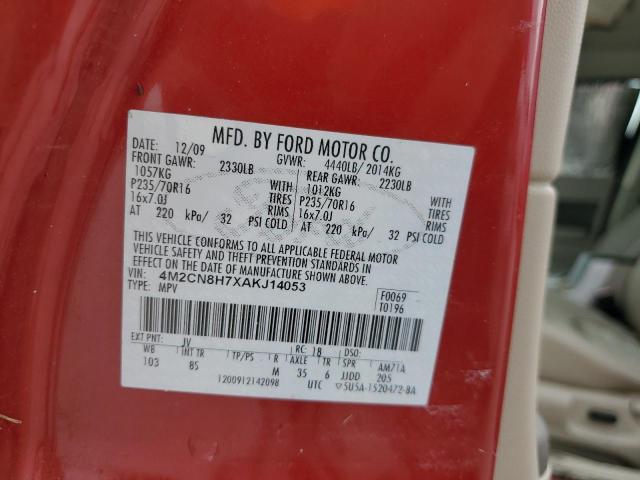 MFD. BY FORD MOTOR CO.
DATE: 12/09 GVWR: 4440LB/ 2014KG
FRONT GAWR: 2330LB REAR GAWR: 2230LB
1057KG WITH 1012KG WITH
P235/70R16 TIRES P235/70R16 TIRES
16x7.0J RIMS 16x7.0J RIMS
AT 220 kPa/ 32 PSI COLD AT 220 kPa/ 32 PSI COLD
THIS VEHICLE CONFORMS TO ALL APPLICABLE FEDERAL MOTOR
VEHICLE SAFETY AND THEFT PREVENTION STANDARDS IN
EFFECT ON THE DATE OF MANUFACTURE SHOWN ABOVE.
VIN: 4M2CN8H7XAKJ14053
TYPE: MPV
F0069
T0196
EXT PNT: JV RC: 18 DSO:
WB INT TR TP/PS R AXLE TR SPR AM71A
103 8S M 35 6 JJDD 205
1200912142098 UTC 5U5A-1520472-BA